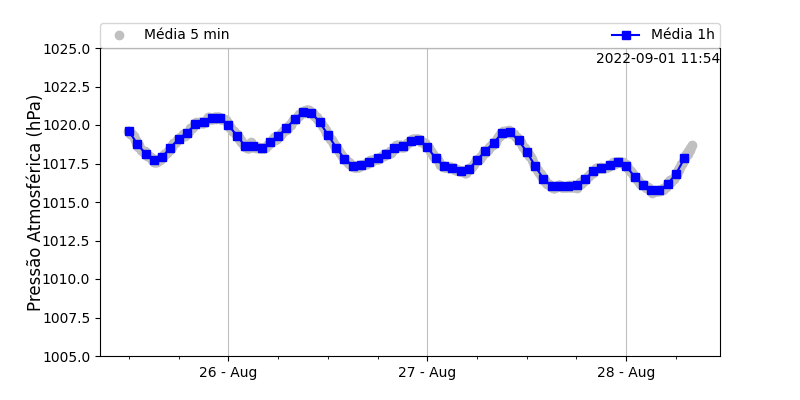 Média 5 min
Média 1h
2022-09-01 11:54
Pressão Atmosférica (hPa)
1025.0
1022.5
1020.0
1017.5
1015.0
1012.5
1010.0
1007.5
1005.0
26 - Aug
27 - Aug
28 - Aug